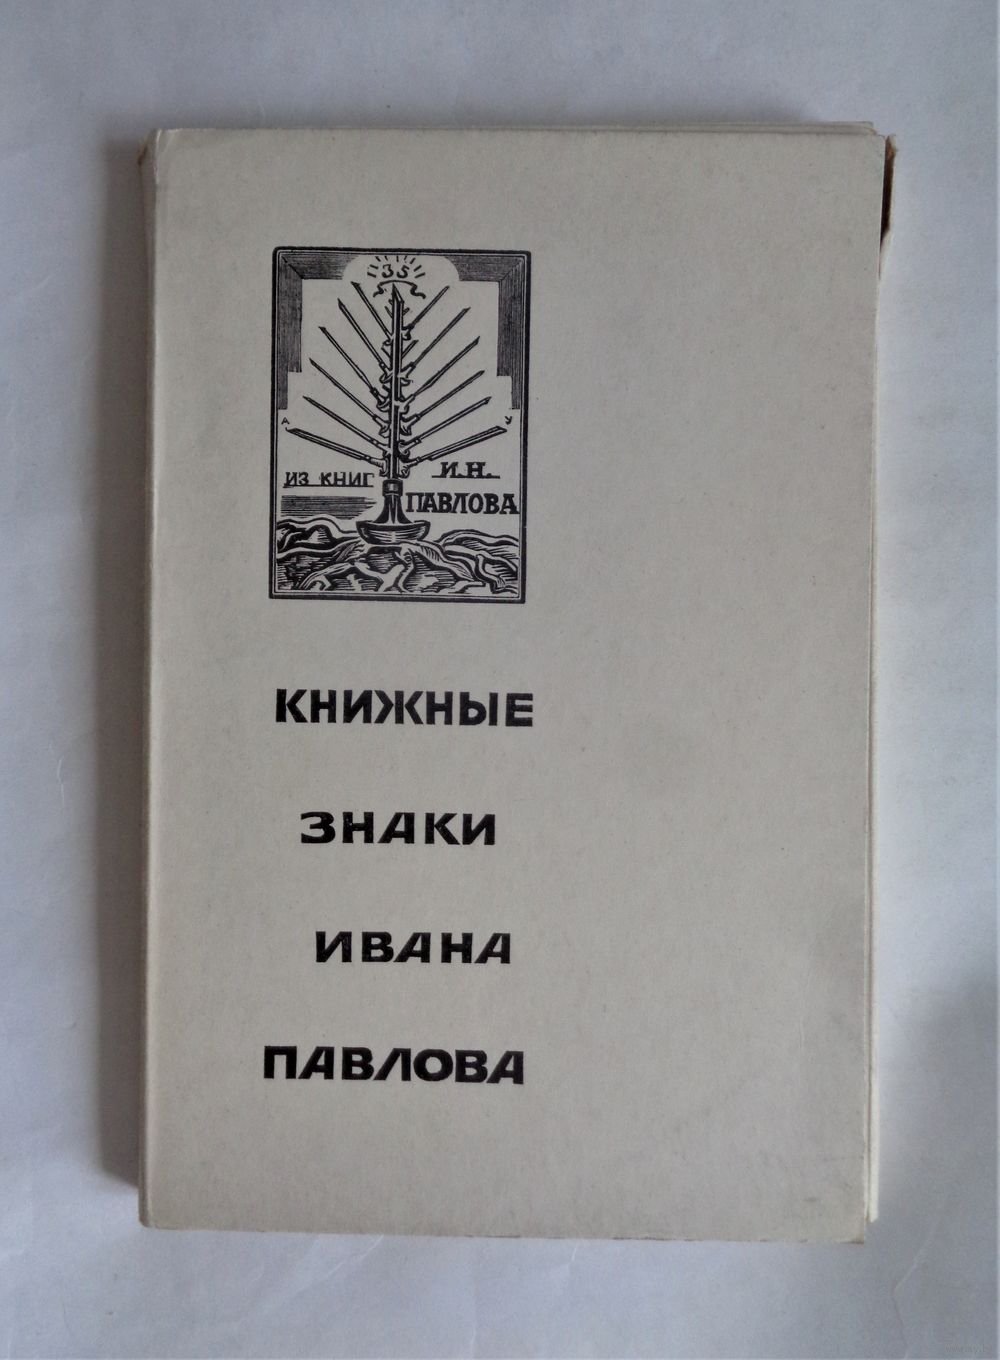 35
А У
ИЗ КНИГ И.Н.
ПАВЛОВА
КНИЖНЫЕ
ЗНАКИ
ИВАНА
ПАВЛОВА